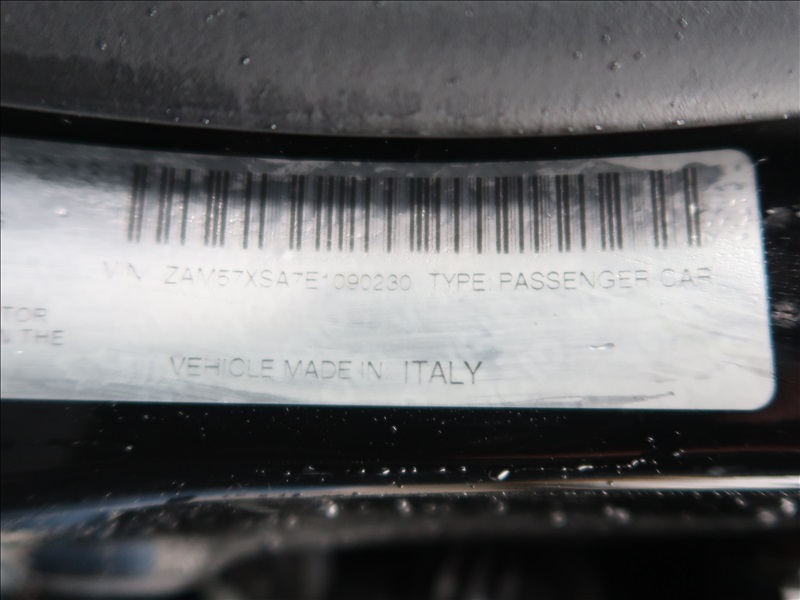 VIN ZAM57XSA7E1090230 TYPE: PASSENGER CAR
TOR
N THE
VEHICLE MADE IN ITALY